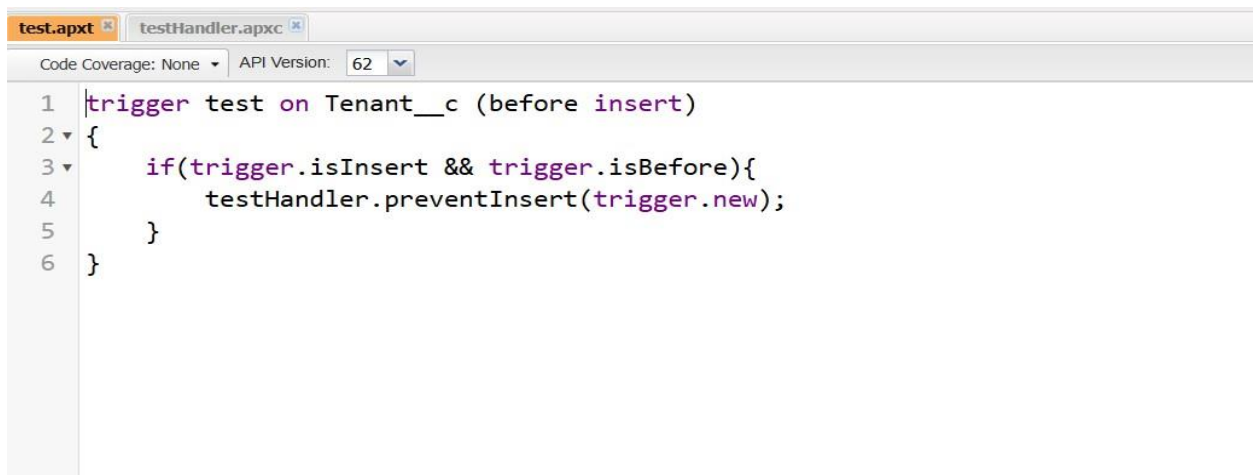 test.apxt testHandler.apxc
Code Coverage: None API Version: 62
1 trigger test on Tenant__c (before insert)
2 {
3 if(trigger.isInsert && trigger.isBefore){
4 testHandler.preventInsert(trigger.new);
5 }
6 }